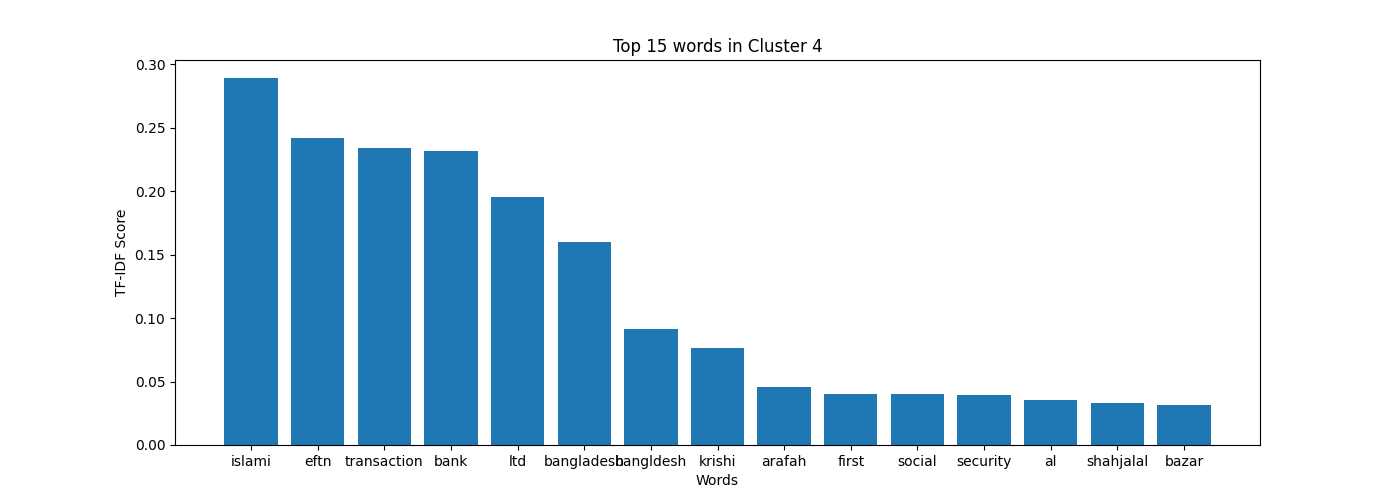 Top 15 words in Cluster 4
TF-IDF Score
0.30
0.25
0.20
0.15
0.10
0.05
0.00
islami eftn transaction bank ltd bangladesh bangldesh krishi arafah first social security al shahjalal bazar
Words